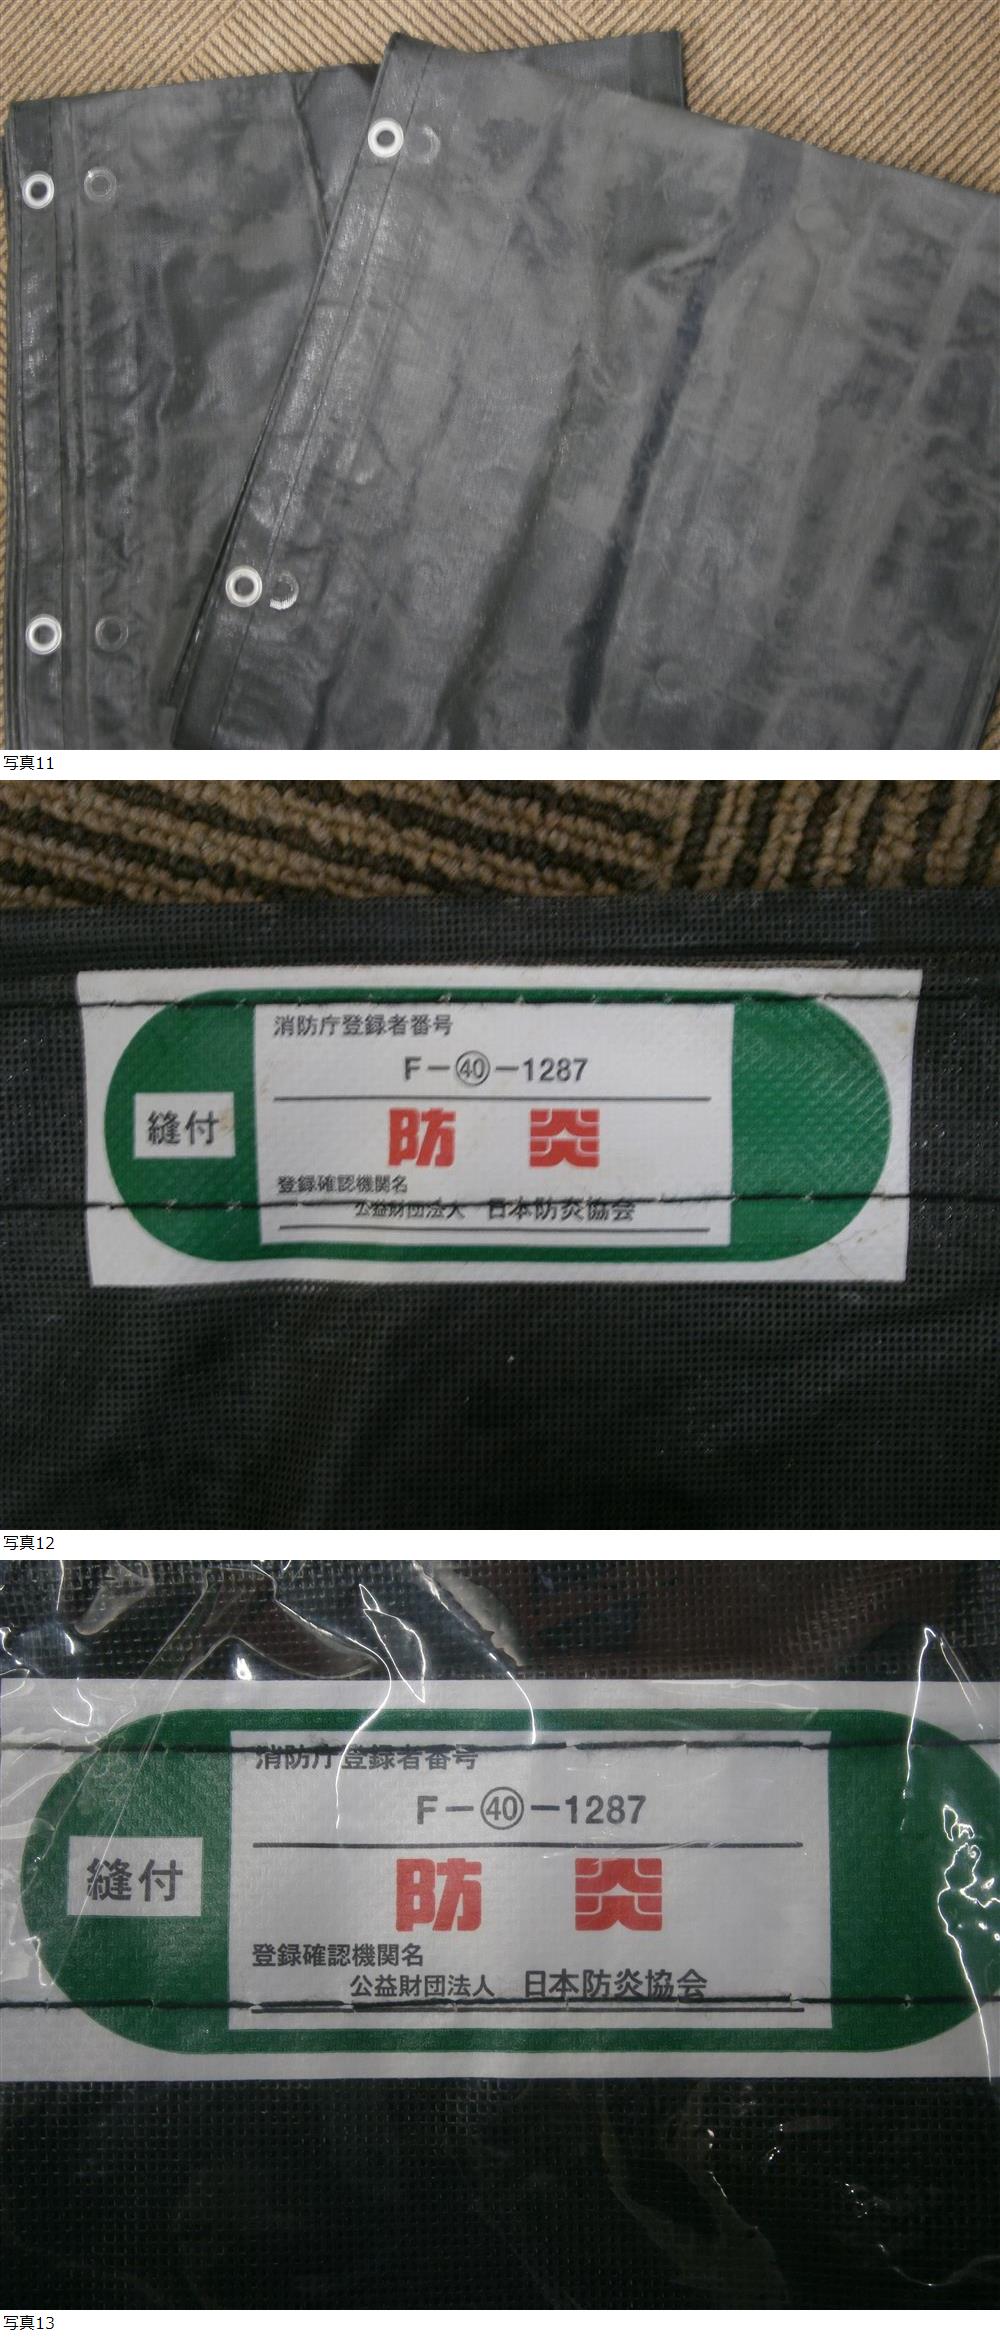 写真11
消防庁登録者番号
F-㊵-1287
縫付
防炎
登録確認機関名
公益財団法人 日本防炎協会
写真12
消防庁登録者番号
F-㊵-1287
縫付
防炎
登録確認機関名
公益財団法人 日本防炎協会
写真13